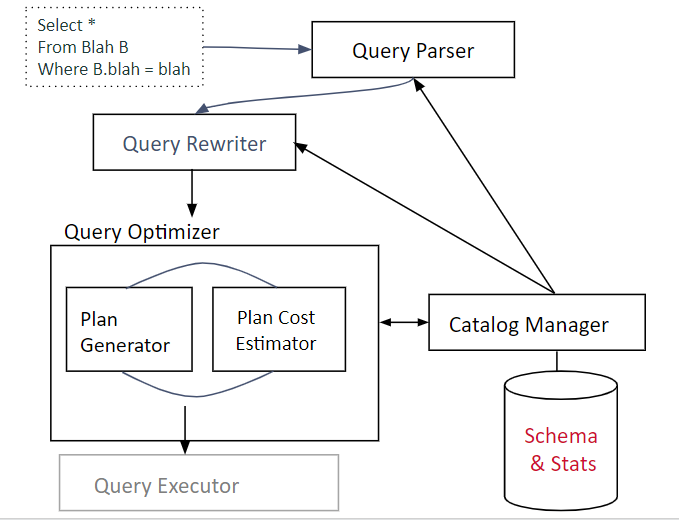 Select *
From Blah B
Where B.blah = blah
Query Parser
Query Rewriter
Query Optimizer
Plan
Generator
Plan Cost
Estimator
Catalog Manager
Schema
& Stats
Query Executor